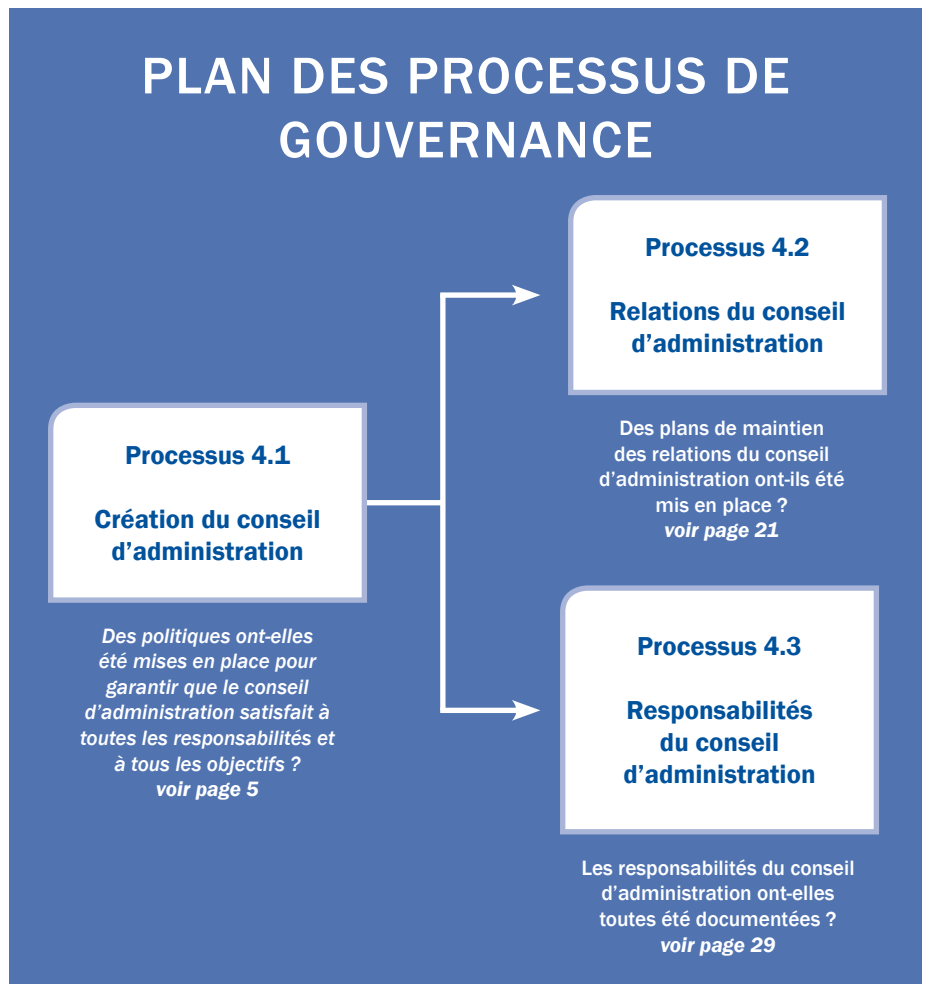 PLAN DES PROCESSUS DE
GOUVERNANCE
Processus 4.1
Création du conseil
d’administration
Des politiques ont-elles
été mises en place pour
garantir que le conseil
d’administration satisfait à
toutes les responsabilités et
à tous les objectifs ?
voir page 5
Processus 4.2
Relations du conseil
d’administration
Des plans de maintien
des relations du conseil
d’administration ont-ils été
mis en place ?
voir page 21
Processus 4.3
Responsabilités
du conseil
d’administration
Les responsabilités du conseil
d’administration ont-elles
toutes été documentées ?
voir page 29